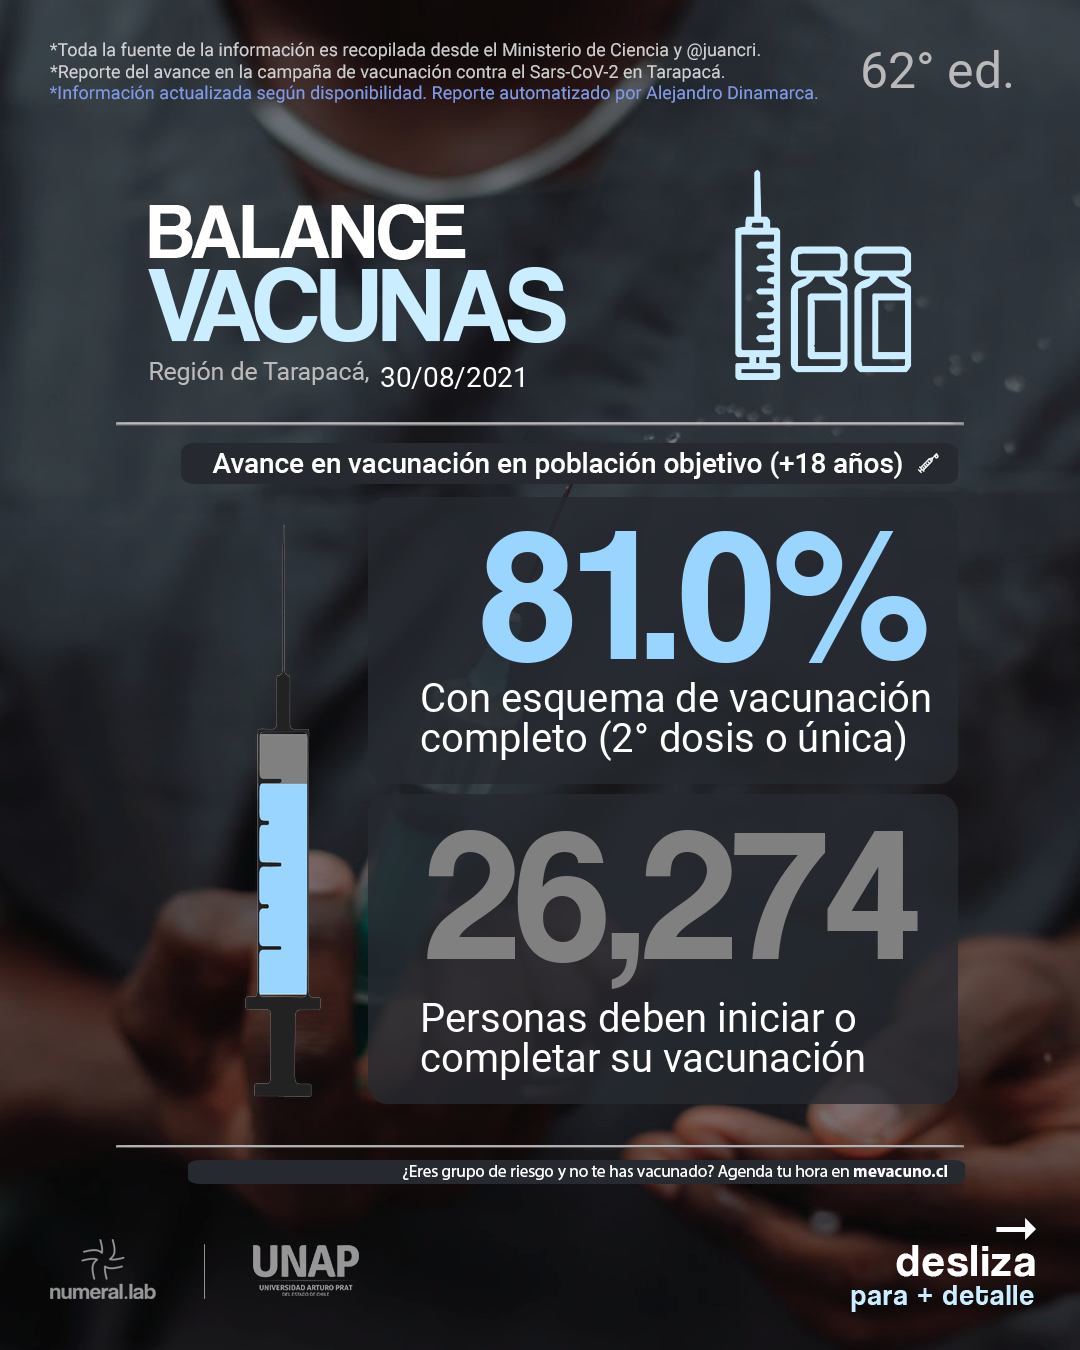 *Toda la fuente de la información es recopilada desde el Ministerio de Ciencia y @juancri.
*Reporte del avance en la campaña de vacunación contra el Sars-CoV-2 en Tarapacá.
*Información actualizada según disponibilidad. Reporte automatizado por Alejandro Dinamarca.
62° ed.
BALANCE
VACUNAS
Región de Tarapacá, 30/08/2021
Avance en vacunación en población objetivo (+18 años)
81.0%
Con esquema de vacunación
completo (2° dosis o única)
26,274
Personas deben iniciar o
completar su vacunación
¿Eres grupo de riesgo y no te has vacunado? Agenda tu hora en mevacuno.cl
numeral.lab
UNAP
UNIVERSIDAD ARTURO PRAT
DEL ESTADO DE CHILE
desliza
para + detalle